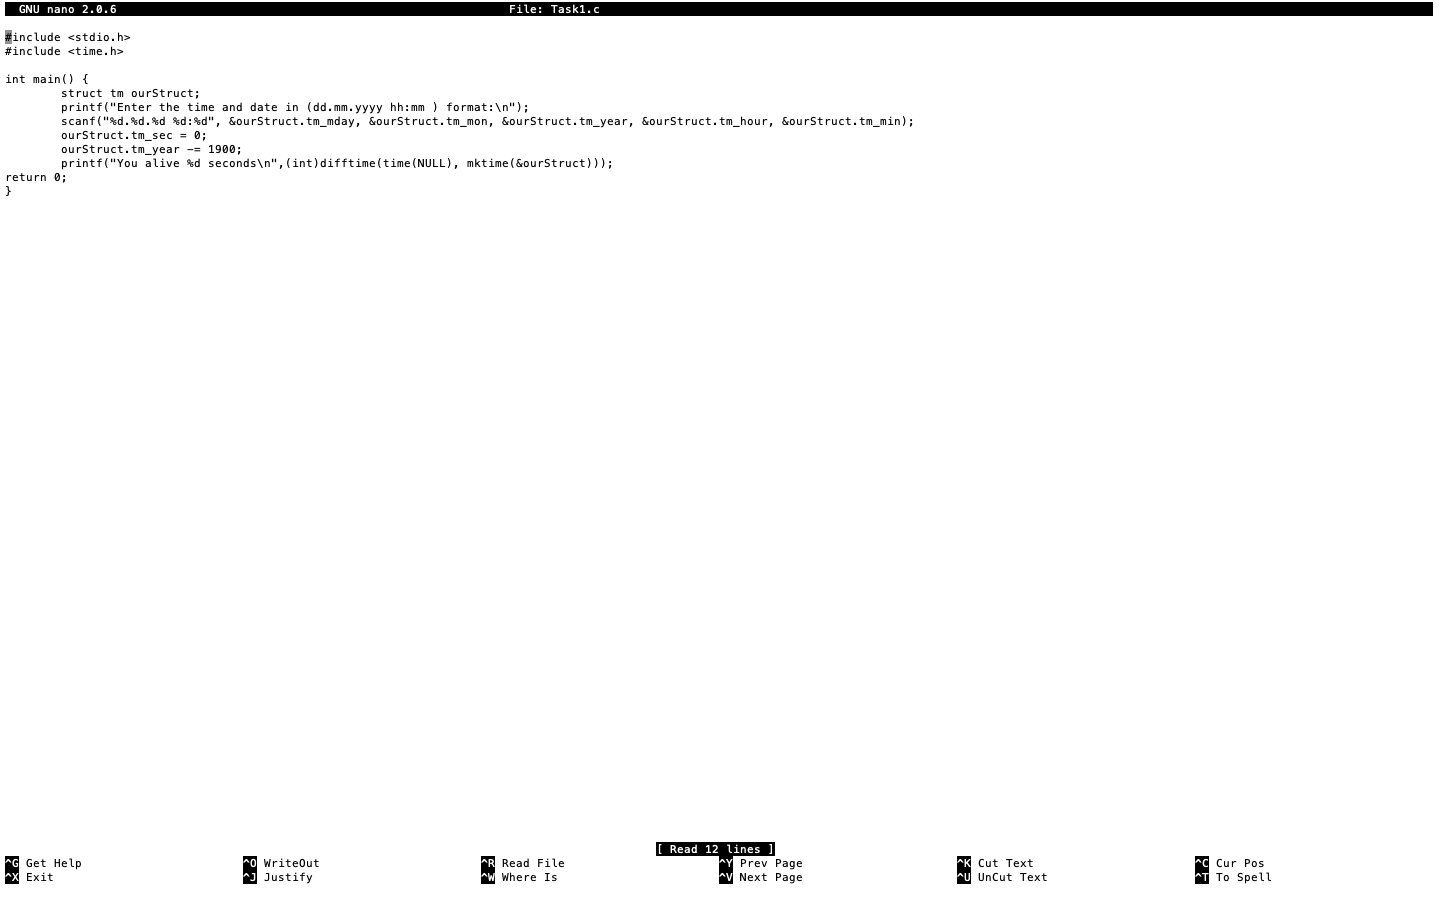 GNU nano 2.0.6 File: Task1.c
#include <stdio.h>
#include <time.h>
int main() {
struct tm ourStruct;
printf("Enter the time and date in (dd.mm.yyyy hh:mm ) format:\n");
scanf("%d.%d.%d %d:%d", &ourStruct.tm_mday, &ourStruct.tm_mon, &ourStruct.tm_year, &ourStruct.tm_hour, &ourStruct.tm_min);
ourStruct.tm_sec = 0;
ourStruct.tm_year -= 1900;
printf("You alive %d seconds\n",(int)difftime(time(NULL), mktime(&ourStruct)));
return 0;
}
[ Read 12 lines ]
^G Get Help ^O WriteOut ^R Read File ^Y Prev Page ^K Cut Text ^C Cur Pos
^X Exit ^J Justify ^W Where Is ^V Next Page ^U UnCut Text ^T To Spell